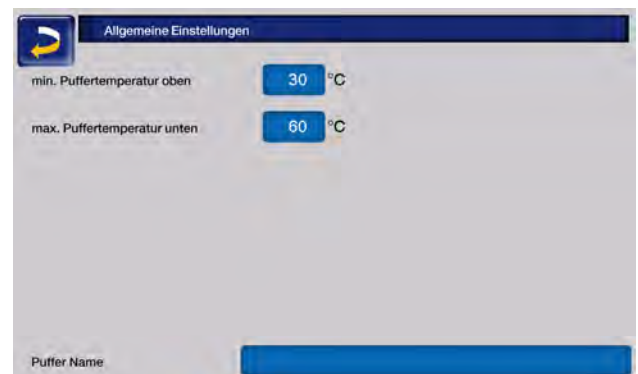 Allgemeine Einstellungen
min. Puffertemperatur oben 30 °C
max. Puffertemperatur unten 60 °C
Puffer Name